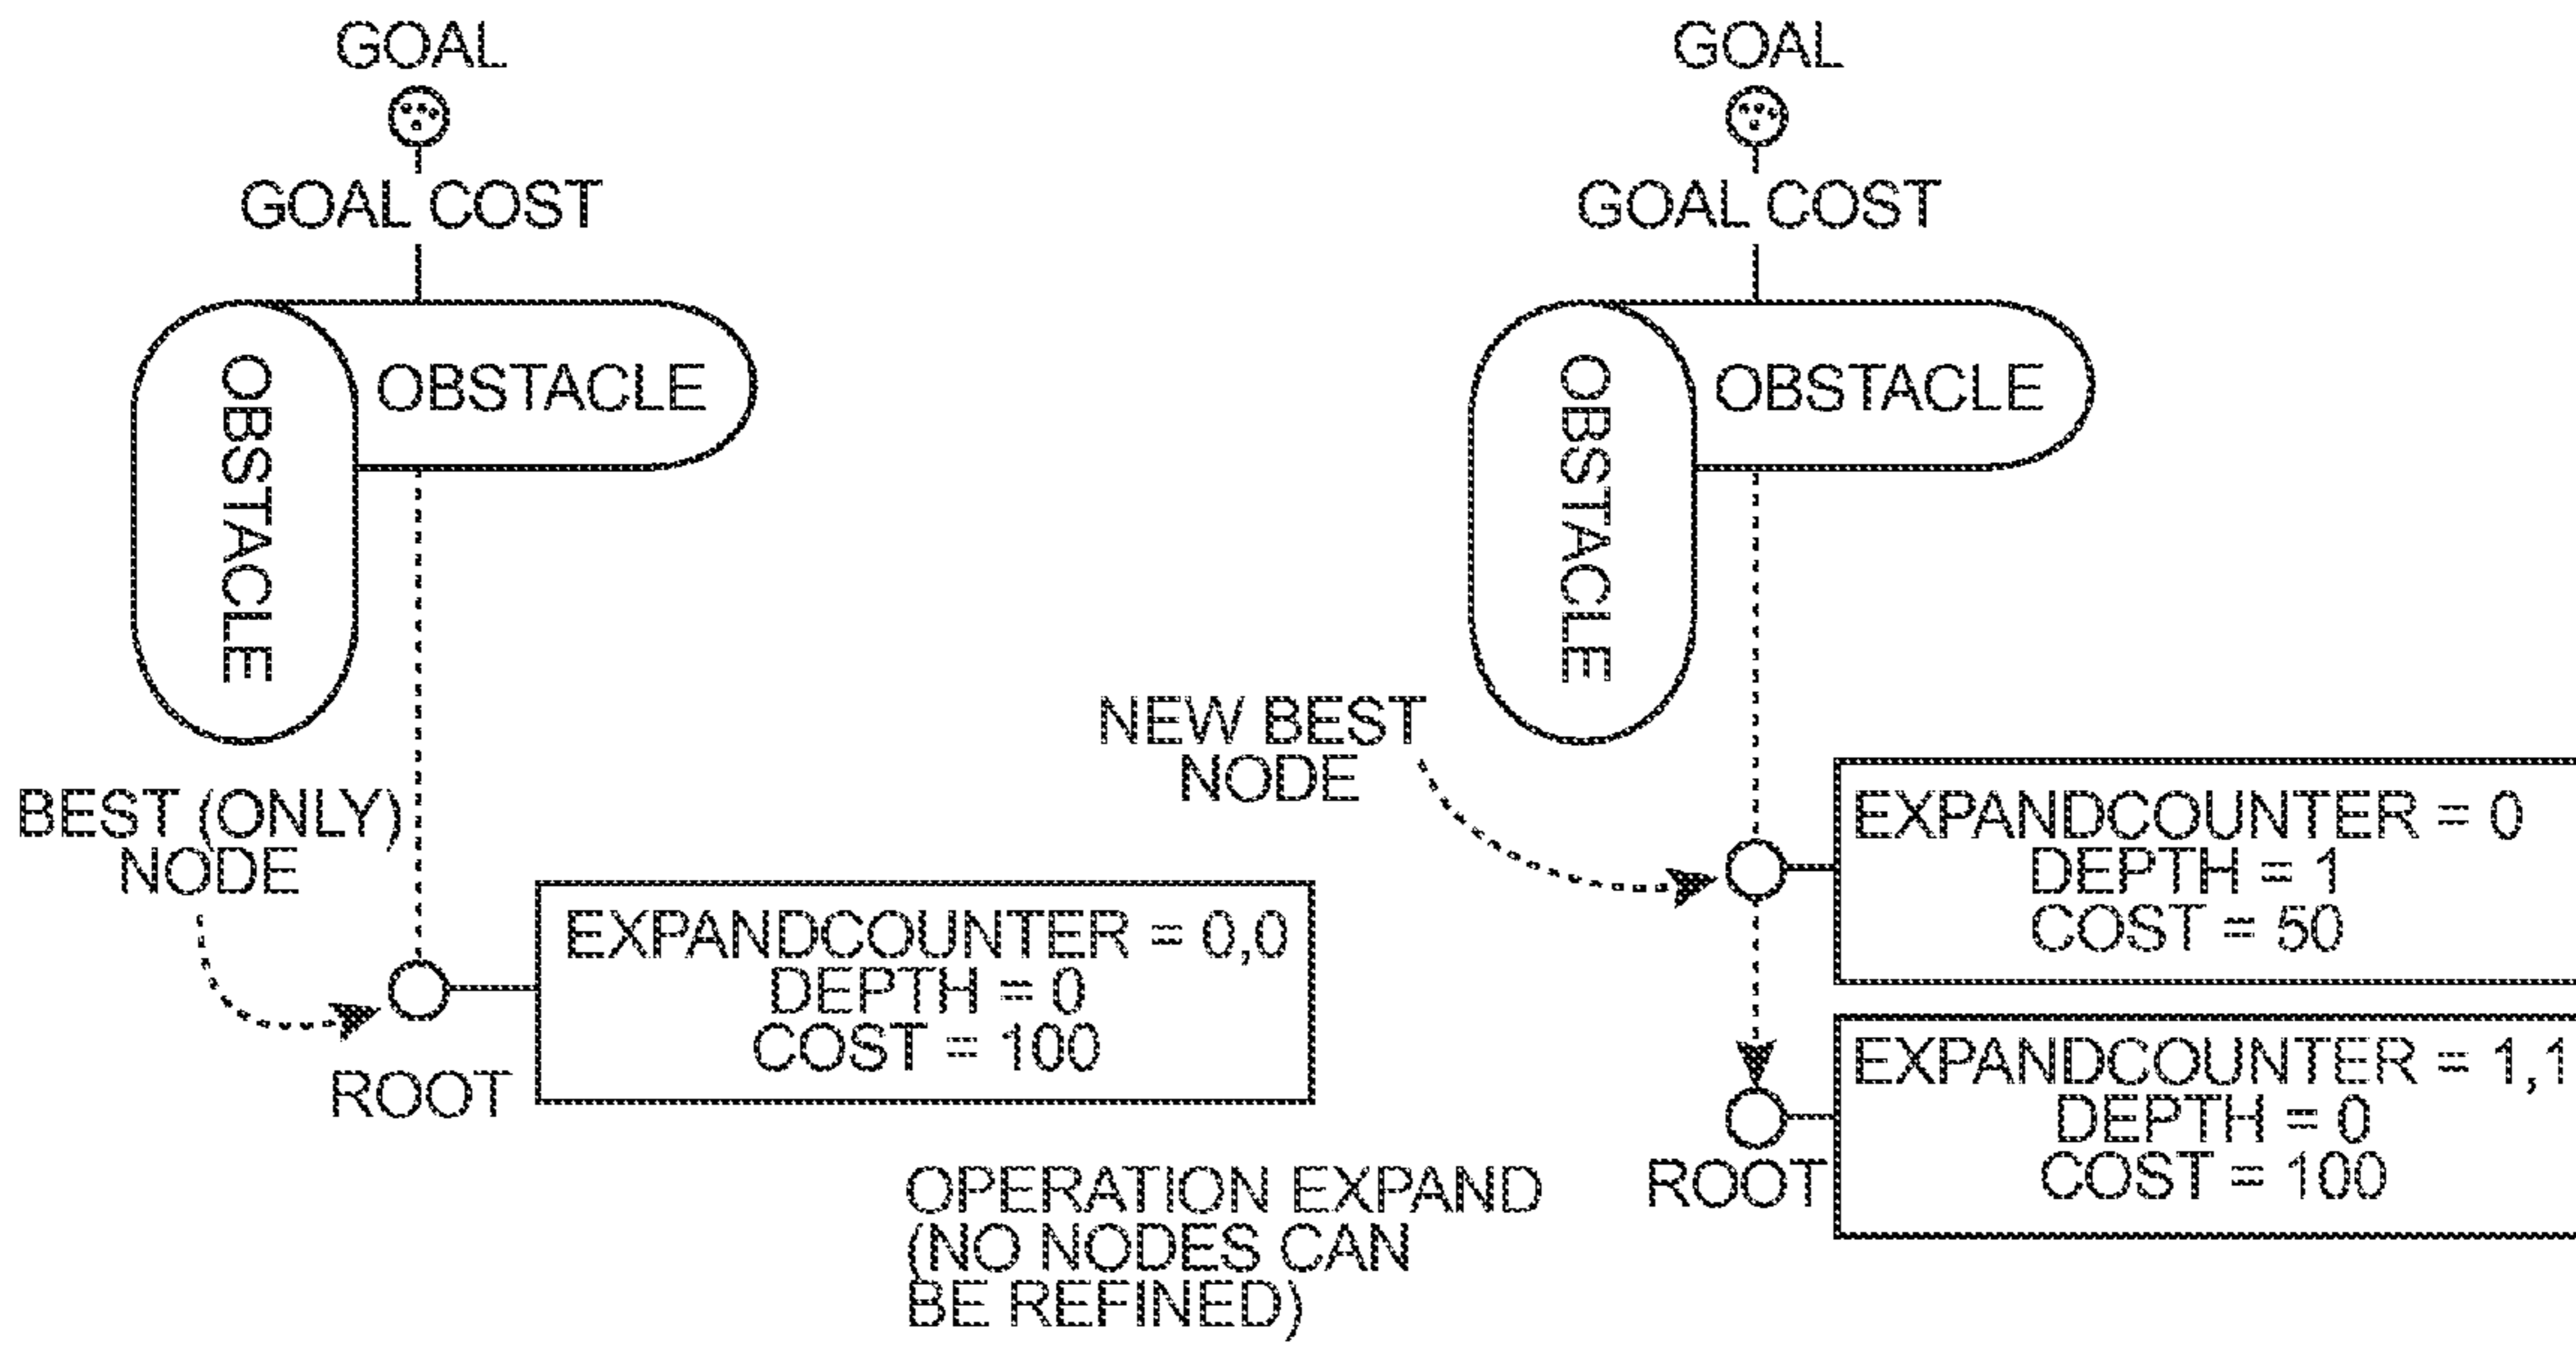 GOAL
GOAL COST
OBSTACLE
OBSTACLE
BEST (ONLY)
NODE
EXPANDCOUNTER = 0,0
DEPTH = 0
COST = 100
ROOT
OPERATION EXPAND
(NO NODES CAN
BE REFINED)
GOAL
GOAL COST
OBSTACLE
OBSTACLE
NEW BEST
NODE
EXPANDCOUNTER = 0
DEPTH = 1
COST = 50
EXPANDCOUNTER = 1,1
DEPTH = 0
COST = 100
ROOT